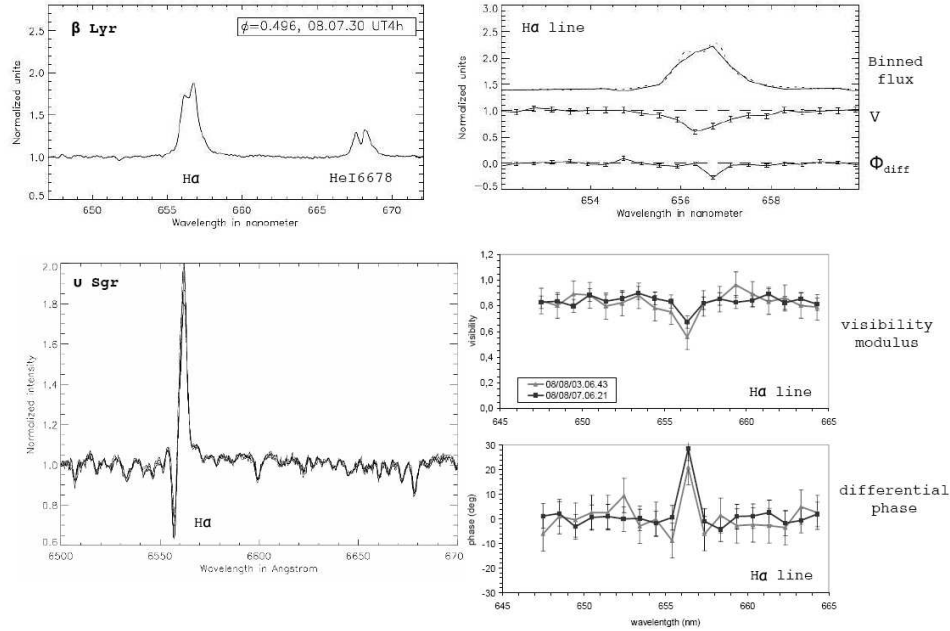 β Lyr
ϕ=0.496, 08.07.30 UT4h
Normalized units
2.5
2.0
1.5
1.0
0.5
Hα
HeI6678
650
655
660
665
670
Wavelength in nanometer
Hα line
Normalized units
2.5
2.0
1.5
1.0
0.5
0.0
−0.5
654
656
658
Wavelength in nanometer
Binned
flux
V
Φdiff
υ Sgr
Normalized intensity
2.0
1.8
1.6
1.4
1.2
1.0
0.8
0.6
Hα
6500
6550
6600
6650
670
Wavelength in Angstrom
visibility
1,2
1,0
0,8
0,6
0,4
0,2
0,0
08/08/03.06.43
08/08/07.06.21
Hα line
645
650
655
660
665
visibility
modulus
phase (deg)
30
20
10
0
-10
-20
-30
Hα line
645
650
655
660
665
wavelentgth (nm)
differential
phase